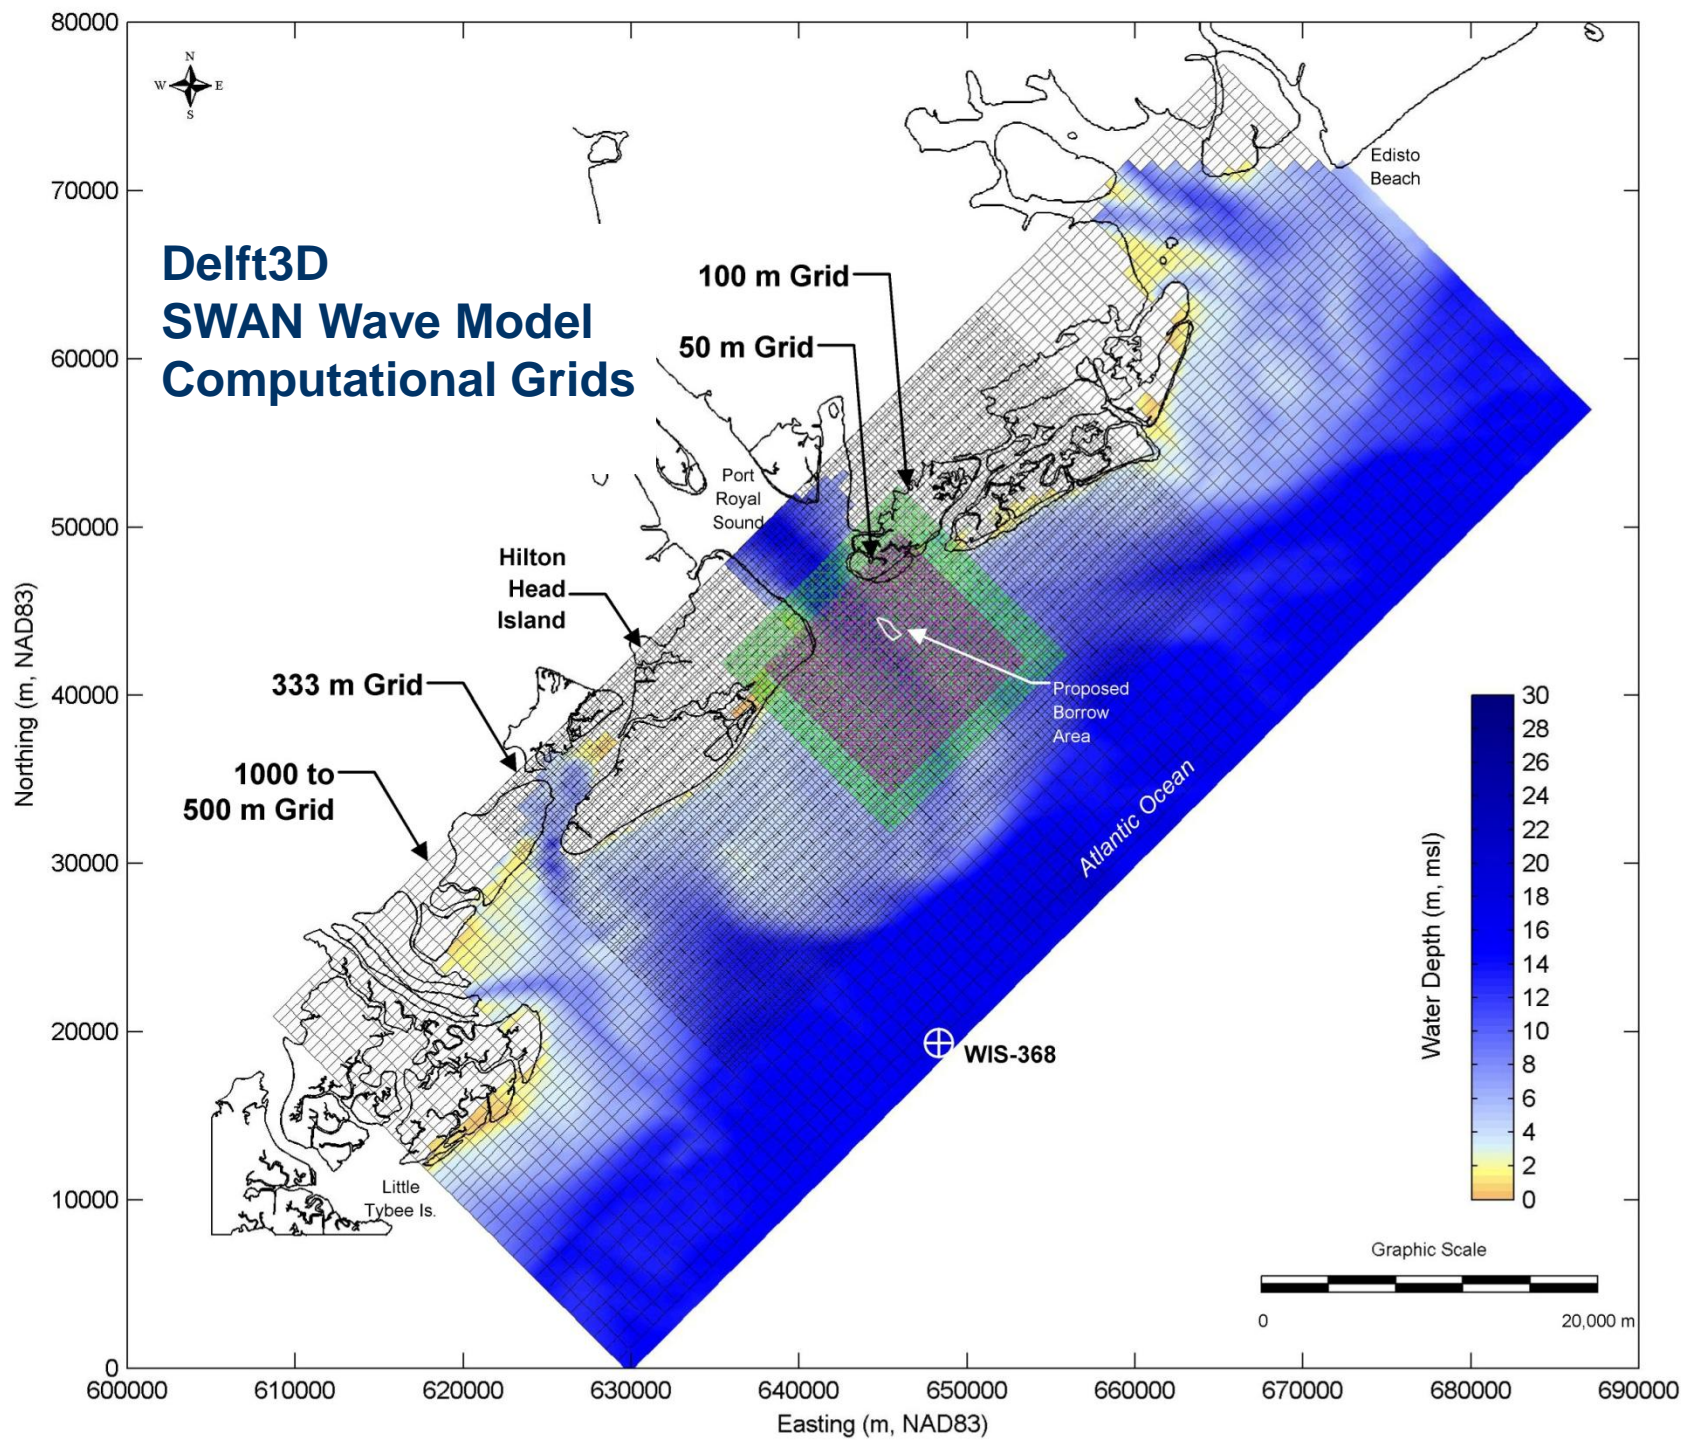 80000
70000
60000
50000
40000
30000
20000
10000
0
Northing (m, NAD83)
N
W E
S
Delft3D
SWAN Wave Model
Computational Grids
100 m Grid
50 m Grid
Edisto
Beach
Port
Royal
Sound
Hilton
Head
Island
333 m Grid
1000 to
500 m Grid
Proposed
Borrow
Area
Atlantic Ocean
WIS-368
Little
Tybee Is.
Water Depth (m, msl)
30
28
26
24
22
20
18
16
14
12
10
8
6
4
2
0
Graphic Scale
0 20,000 m
600000 610000 620000 630000 640000 650000 660000 670000 680000 690000
Easting (m, NAD83)